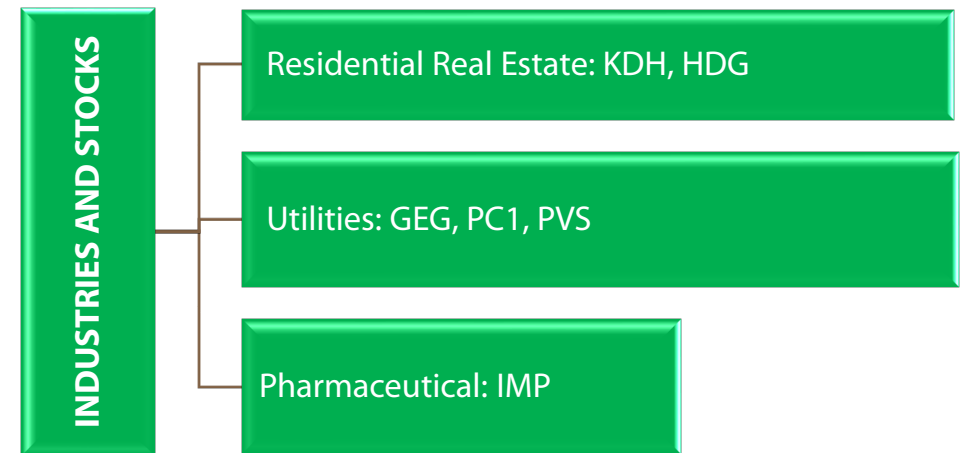 INDUSTRIES AND STOCKS
Residential Real Estate: KDH, HDG
Utilities: GEG, PC1, PVS
Pharmaceutical: IMP